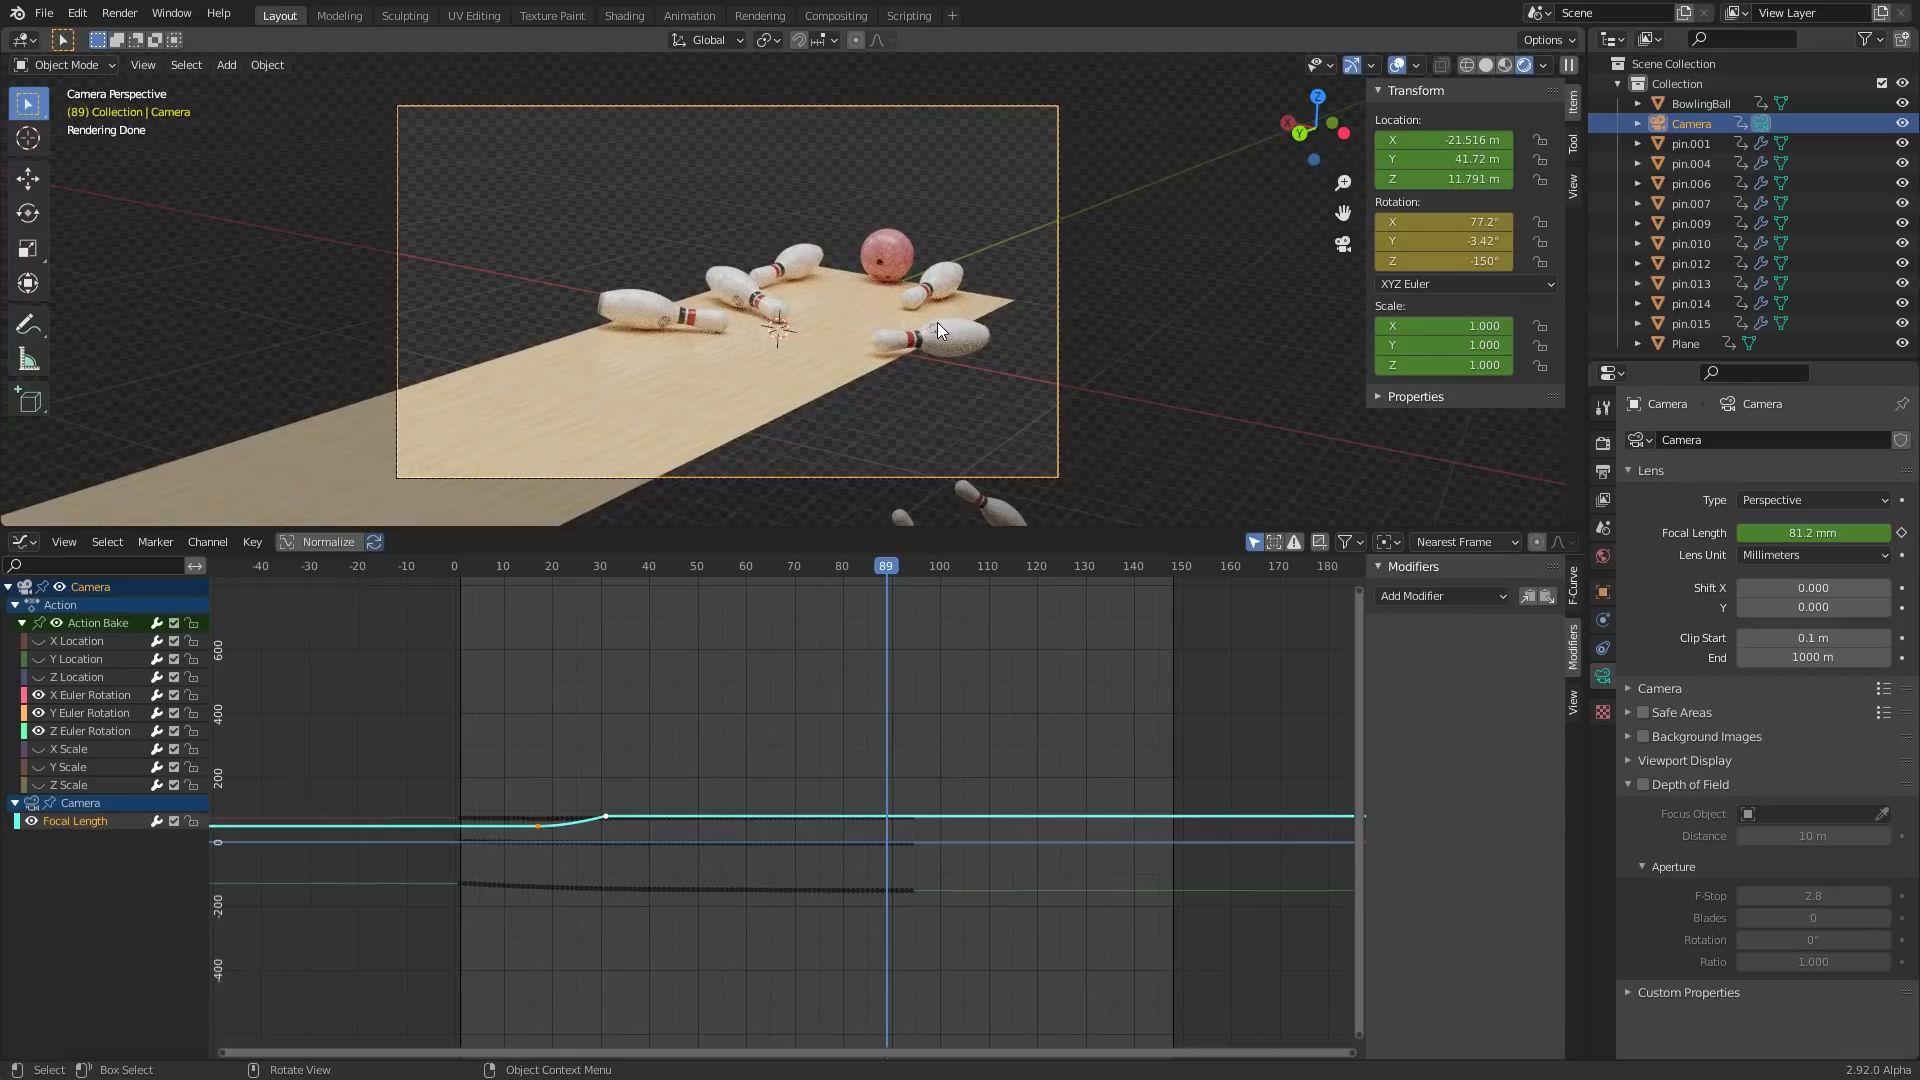 File Edit Render Window Help Layout Modeling Sculpting UV Editing Texture Paint Shading Animation Rendering Compositing Scripting + Scene View Layer
Global Options
Object Mode View Select Add Object
Camera Perspective
(89) Collection | Camera
Rendering Done
Z
X
Y
Transform
Location:
X -21.516 m
Y 41.72 m
Z 11.791 m
Rotation:
X 77.2°
Y -3.42°
Z -150°
XYZ Euler
Scale:
X 1.000
Y 1.000
Z 1.000
Properties
Item
Tool
View
Scene Collection
Collection
BowlingBall
Camera
pin.001
pin.004
pin.006
pin.007
pin.009
pin.010
pin.012
pin.013
pin.014
pin.015
Plane
Camera Camera
Camera
Lens
Type Perspective
Focal Length 81.2 mm
Lens Unit Millimeters
Shift X 0.000
Y 0.000
Clip Start 0.1 m
End 1000 m
Camera
Safe Areas
Background Images
Viewport Display
Depth of Field
Focus Object
Distance 10 m
Aperture
F-Stop 2.8
Blades 0
Rotation 0°
Ratio 1.000
Custom Properties
View Select Marker Channel Key Normalize Nearest Frame
-40 -30 -20 -10 0 10 20 30 40 50 60 70 80 89 100 110 120 130 140 150 160 170 180
Camera
Action
Action Bake
X Location
Y Location
Z Location
X Euler Rotation
Y Euler Rotation
Z Euler Rotation
X Scale
Y Scale
Z Scale
Camera
Focal Length
600
400
200
0
-200
-400
Modifiers
Add Modifier
F-Curve
Modifiers
View
Select Box Select Rotate View Object Context Menu 2.92.0 Alpha